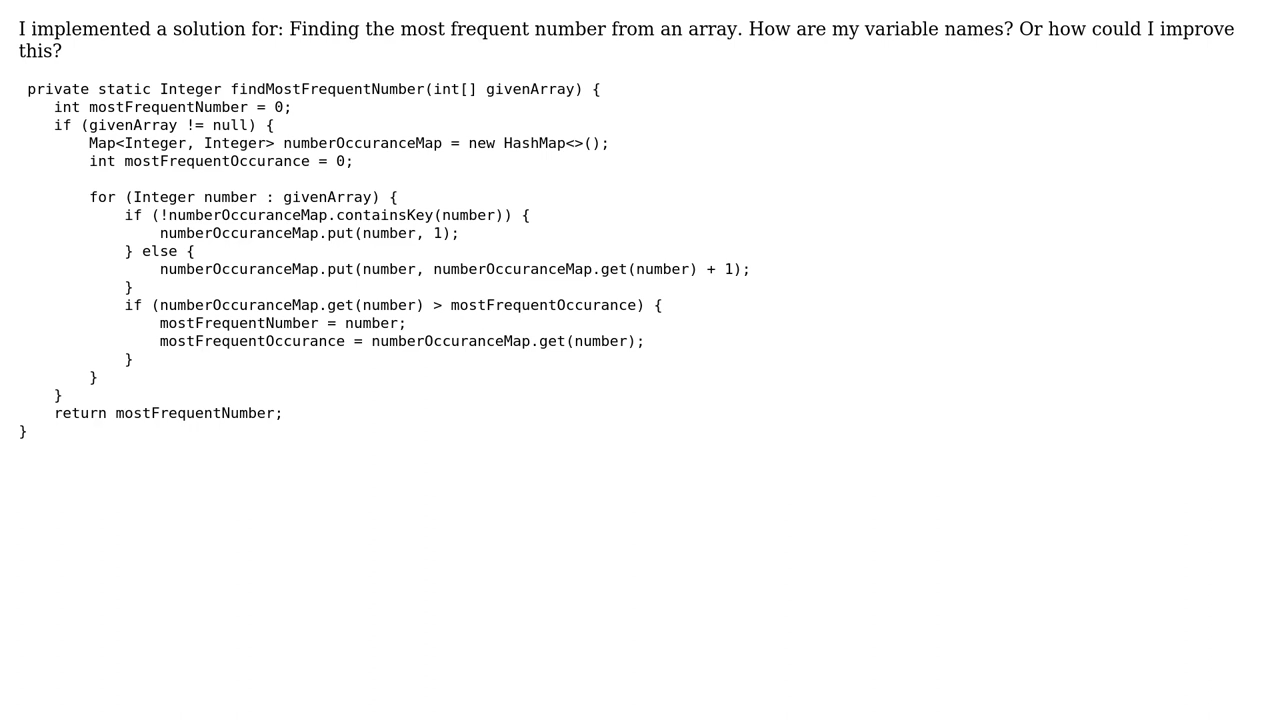 I implemented a solution for: Finding the most frequent number from an array. How are my variable names? Or how could I improve
this?
private static Integer findMostFrequentNumber(int[] givenArray) {
    int mostFrequentNumber = 0;
    if (givenArray != null) {
        Map<Integer, Integer> numberOccuranceMap = new HashMap<>();
        int mostFrequentOccurance = 0;

        for (Integer number : givenArray) {
            if (!numberOccuranceMap.containsKey(number)) {
                numberOccuranceMap.put(number, 1);
            } else {
                numberOccuranceMap.put(number, numberOccuranceMap.get(number) + 1);
            }
            if (numberOccuranceMap.get(number) > mostFrequentOccurance) {
                mostFrequentNumber = number;
                mostFrequentOccurance = numberOccuranceMap.get(number);
            }
        }
    }
    return mostFrequentNumber;
}